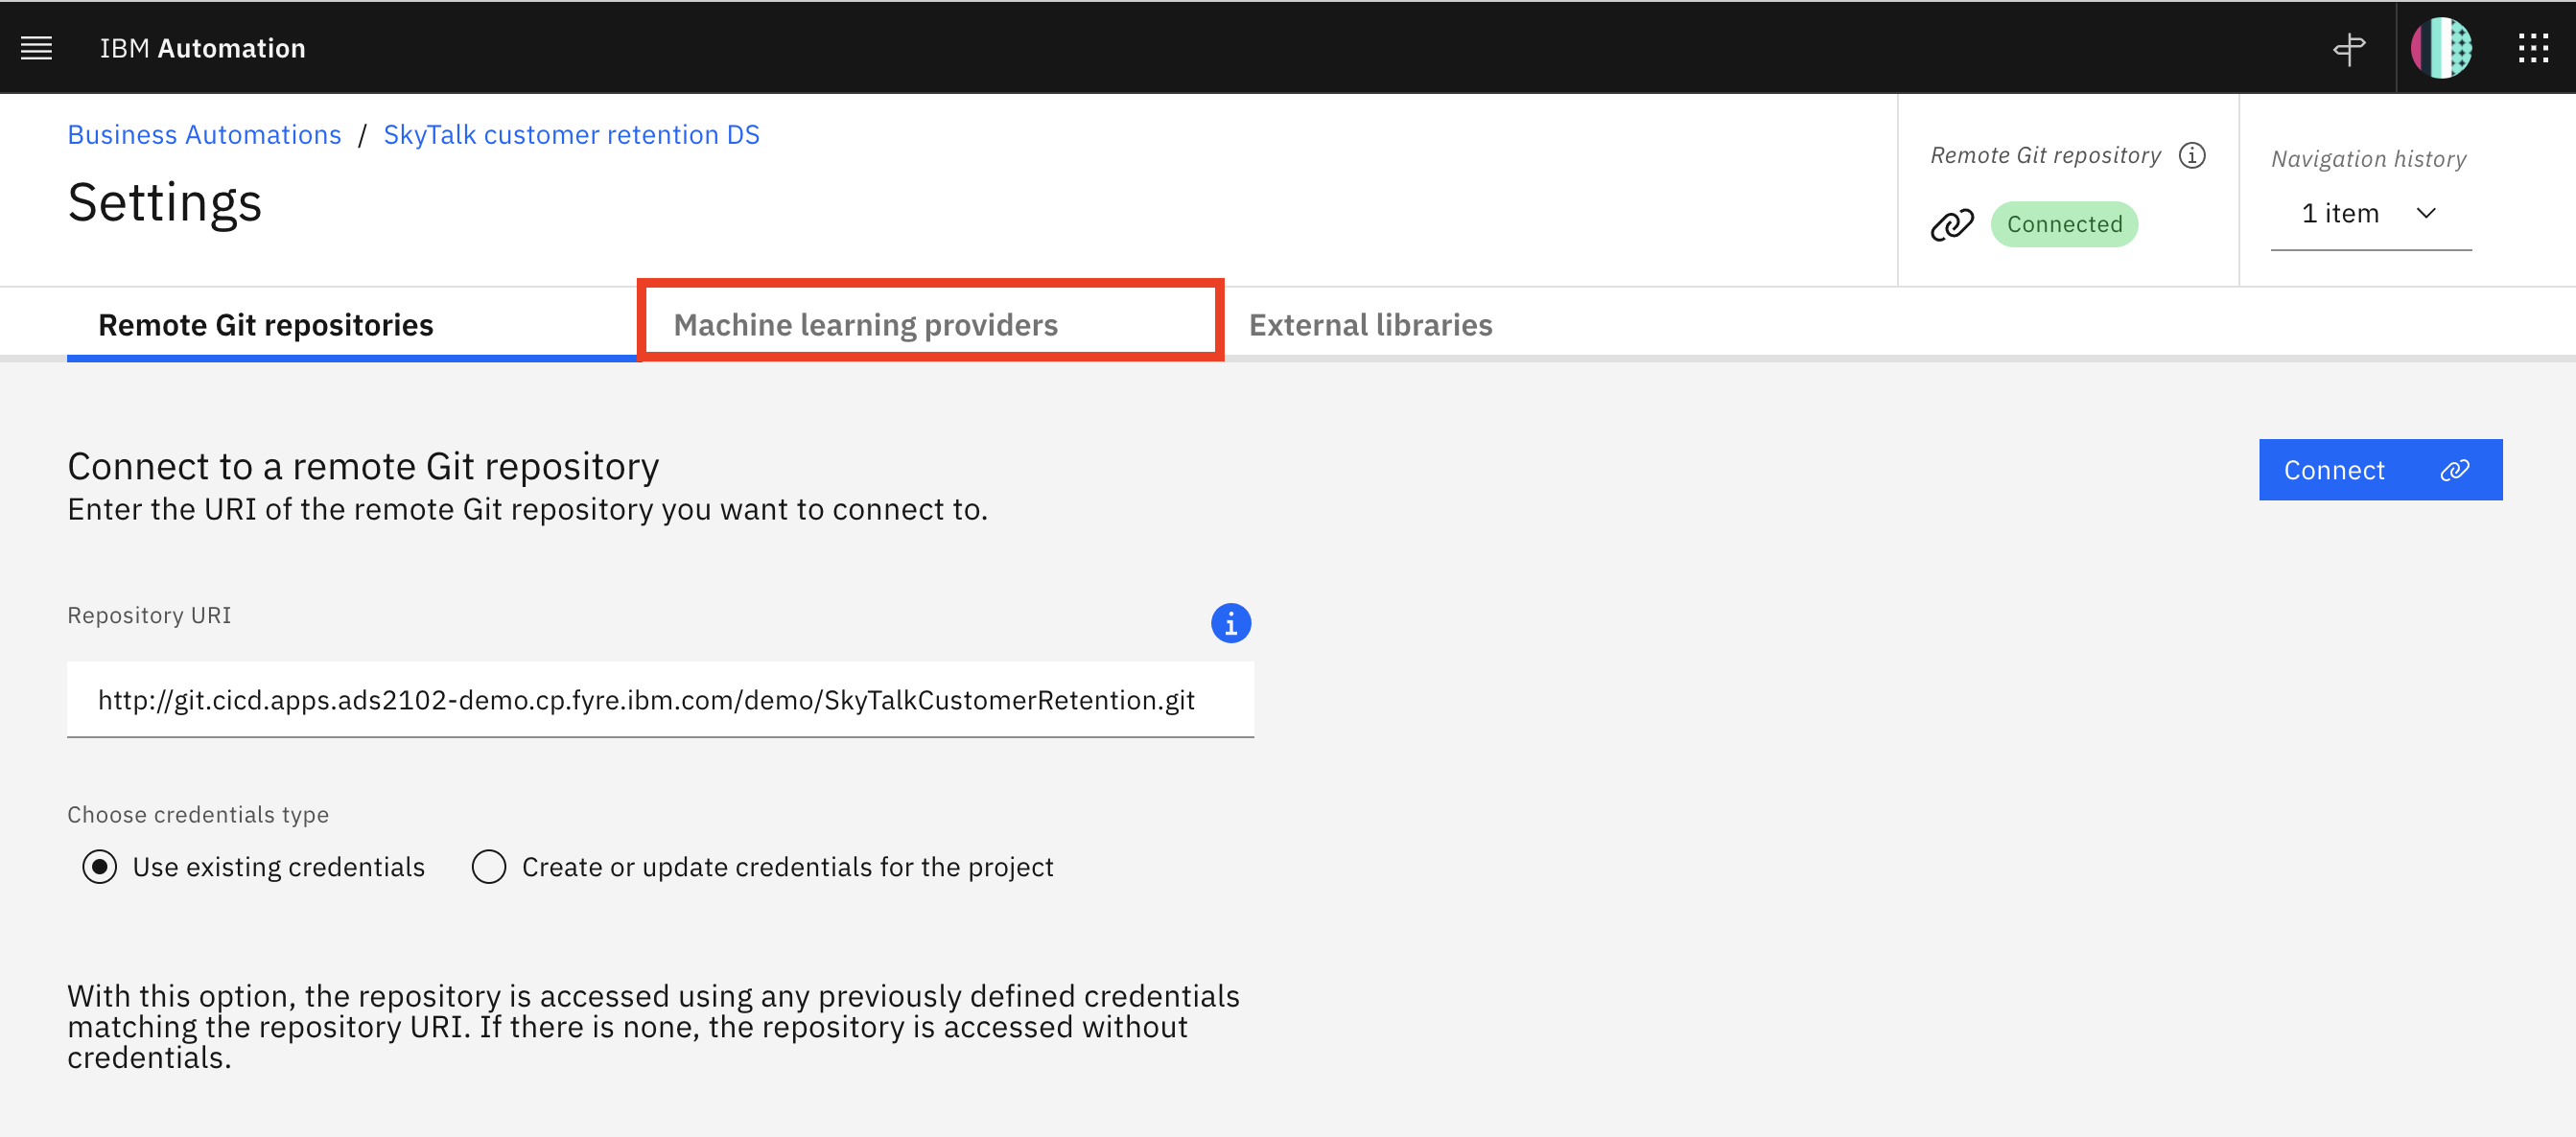 IBM Automation
Business Automations / SkyTalk customer retention DS
Settings
Remote Git repository
Connected
Navigation history
1 item
Remote Git repositories
Machine learning providers
External libraries
Connect to a remote Git repository
Enter the URI of the remote Git repository you want to connect to.
Connect
Repository URI
http://git.cicd.apps.ads2102-demo.cp.fyre.ibm.com/demo/SkyTalkCustomerRetention.git
Choose credentials type
Use existing credentials
Create or update credentials for the project
With this option, the repository is accessed using any previously defined credentials
matching the repository URI. If there is none, the repository is accessed without
credentials.